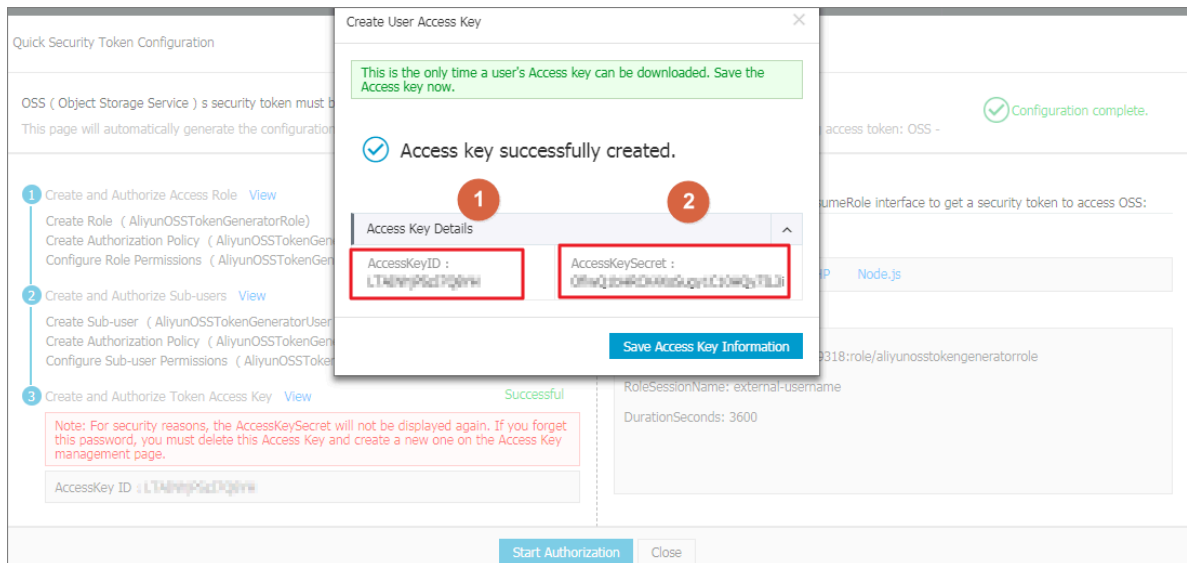 Create User Access Key
Quick Security Token Configuration
This is the only time a user's Access key can be downloaded. Save the
Access key now.
OSS ( Object Storage Service ) s security token must b
This page will automatically generate the configuration
access token: OSS -
Configuration complete.
Access key successfully created.
1
2
Access Key Details
AccessKeyID :
AccessKeySecret :
Save Access Key Information
1 Create and Authorize Access Role View
Create Role ( AliyunOSSTokenGeneratorRole)
Create Authorization Policy ( AliyunOSSTokenGen
Configure Role Permissions ( AliyunOSSTokenGen
2 Create and Authorize Sub-users View
Create Sub-user ( AliyunOSSTokenGeneratorUser
Create Authorization Policy ( AliyunOSSTokenGen
Configure Sub-user Permissions ( AliyunOSSToke
3 Create and Authorize Token Access Key View Successful
Note: For security reasons, the AccessKeySecret will not be displayed again. If you forget
this password, you must delete this Access Key and create a new one on the Access Key
management page.
AccessKey ID :
umeRole interface to get a security token to access OSS:
HP Node.js
9318:role/aliyunosstokengeneratorrole
RoleSessionName: external-username
DurationSeconds: 3600
Start Authorization Close